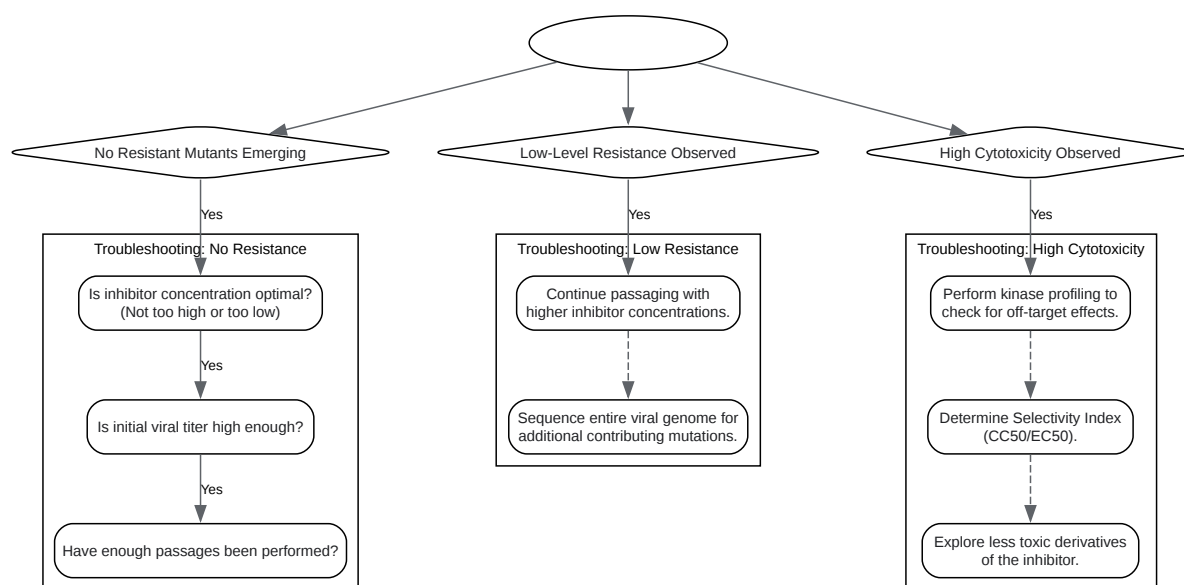 No Resistant Mutants Emerging
Low-Level Resistance Observed
High Cytotoxicity Observed
Yes
Yes
Yes
Troubleshooting: No Resistance
Is inhibitor concentration optimal?
(Not too high or too low)
Yes
Is initial viral titer high enough?
Yes
Have enough passages been performed?
Troubleshooting: Low Resistance
Continue passaging with
higher inhibitor concentrations.
Sequence entire viral genome for
additional contributing mutations.
Troubleshooting: High Cytotoxicity
Perform kinase profiling to
check for off-target effects.
Determine Selectivity Index
(CC50/EC50).
Explore less toxic derivatives
of the inhibitor.